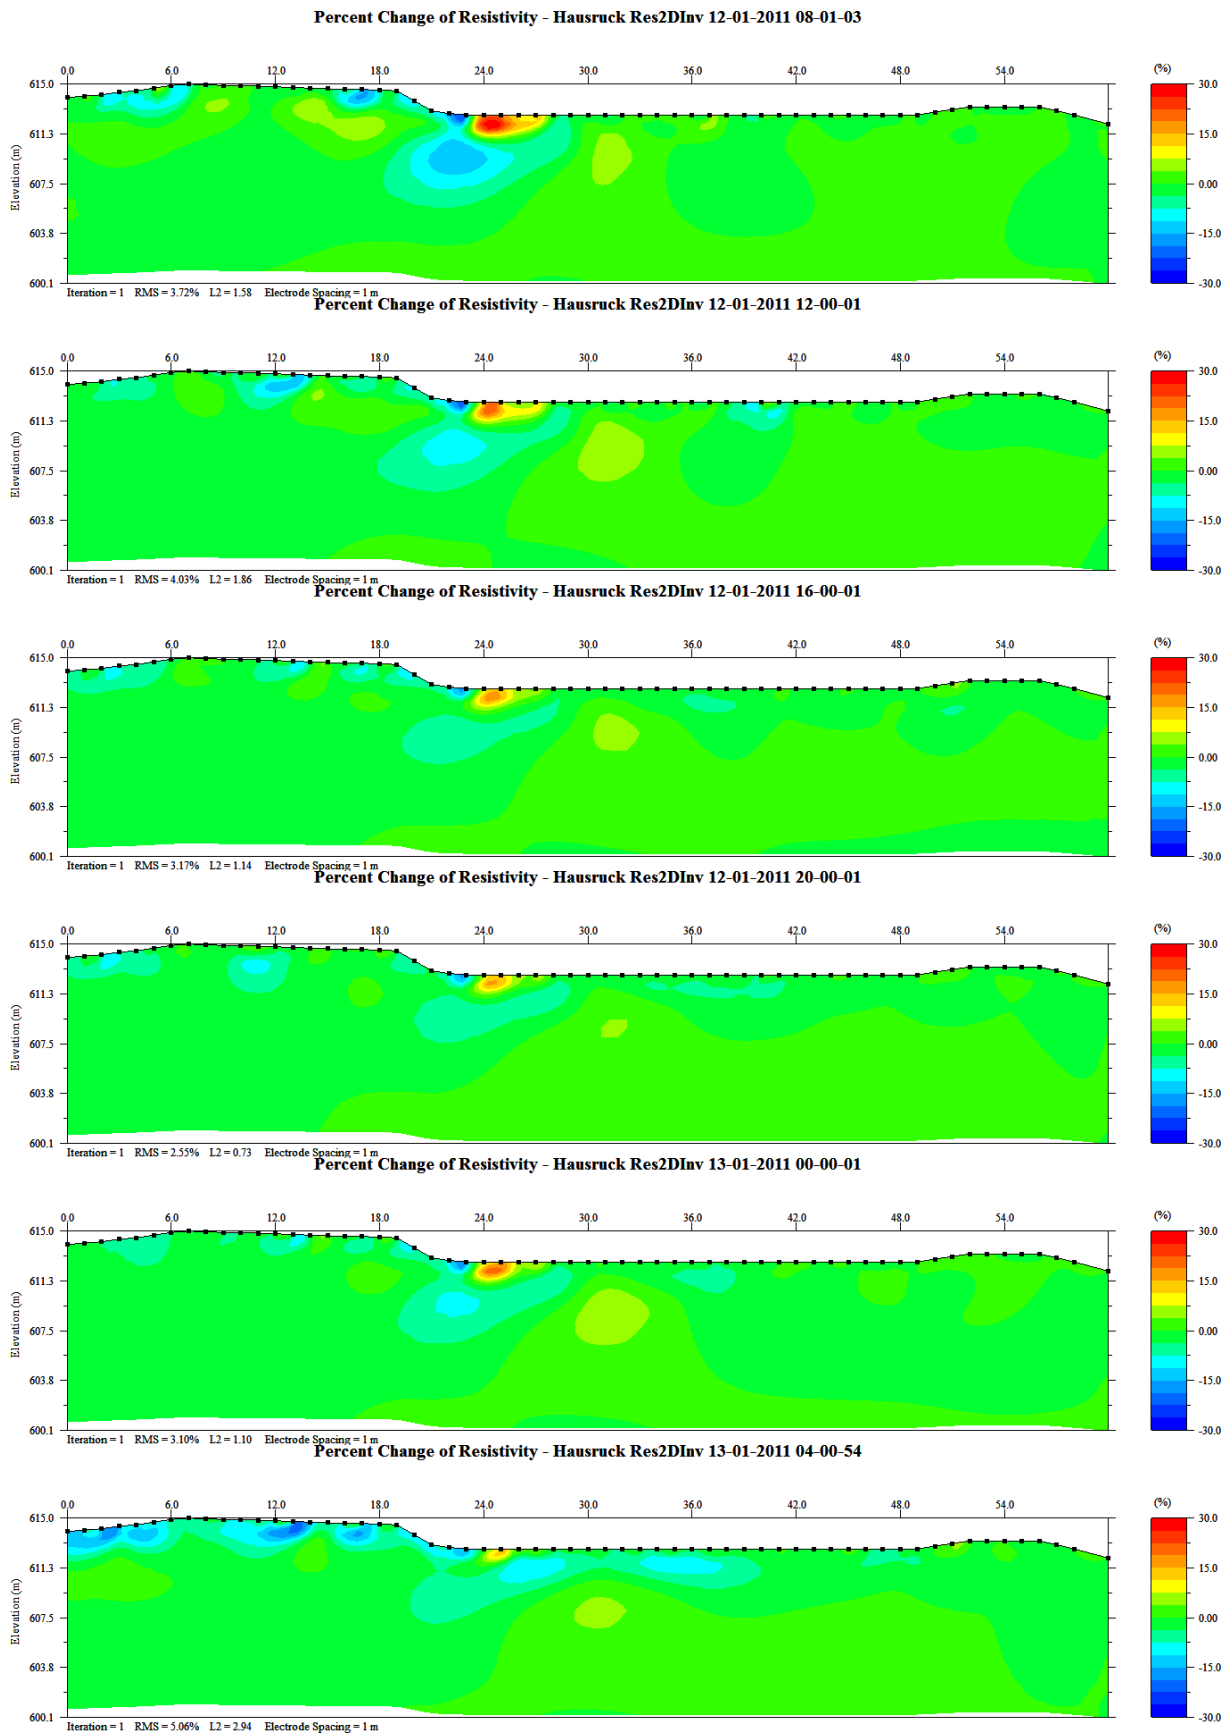 Percent Change of Resistivity - Hausruck Res2DInv 12-01-2011 08-01-03
0.0 6.0 12.0 18.0 24.0 30.0 36.0 42.0 48.0 54.0 (%)
615.0 30.0
611.3 15.0
Elevation (m)
607.5 0.00
603.8 -15.0
600.1 -30.0
Iteration = 1 RMS = 3.72% L2 = 1.58 Electrode Spacing = 1 m
Percent Change of Resistivity - Hausruck Res2DInv 12-01-2011 12-00-01
0.0 6.0 12.0 18.0 24.0 30.0 36.0 42.0 48.0 54.0 (%)
615.0 30.0
611.3 15.0
Elevation (m)
607.5 0.00
603.8 -15.0
600.1 -30.0
Iteration = 1 RMS = 4.03% L2 = 1.86 Electrode Spacing = 1 m
Percent Change of Resistivity - Hausruck Res2DInv 12-01-2011 16-00-01
0.0 6.0 12.0 18.0 24.0 30.0 36.0 42.0 48.0 54.0 (%)
615.0 30.0
611.3 15.0
Elevation (m)
607.5 0.00
603.8 -15.0
600.1 -30.0
Iteration = 1 RMS = 3.17% L2 = 1.14 Electrode Spacing = 1 m
Percent Change of Resistivity - Hausruck Res2DInv 12-01-2011 20-00-01
0.0 6.0 12.0 18.0 24.0 30.0 36.0 42.0 48.0 54.0 (%)
615.0 30.0
611.3 15.0
Elevation (m)
607.5 0.00
603.8 -15.0
600.1 -30.0
Iteration = 1 RMS = 2.55% L2 = 0.73 Electrode Spacing = 1 m
Percent Change of Resistivity - Hausruck Res2DInv 13-01-2011 00-00-01
0.0 6.0 12.0 18.0 24.0 30.0 36.0 42.0 48.0 54.0 (%)
615.0 30.0
611.3 15.0
Elevation (m)
607.5 0.00
603.8 -15.0
600.1 -30.0
Iteration = 1 RMS = 3.10% L2 = 1.10 Electrode Spacing = 1 m
Percent Change of Resistivity - Hausruck Res2DInv 13-01-2011 04-00-54
0.0 6.0 12.0 18.0 24.0 30.0 36.0 42.0 48.0 54.0 (%)
615.0 30.0
611.3 15.0
Elevation (m)
607.5 0.00
603.8 -15.0
600.1 -30.0
Iteration = 1 RMS = 5.06% L2 = 2.94 Electrode Spacing = 1 m